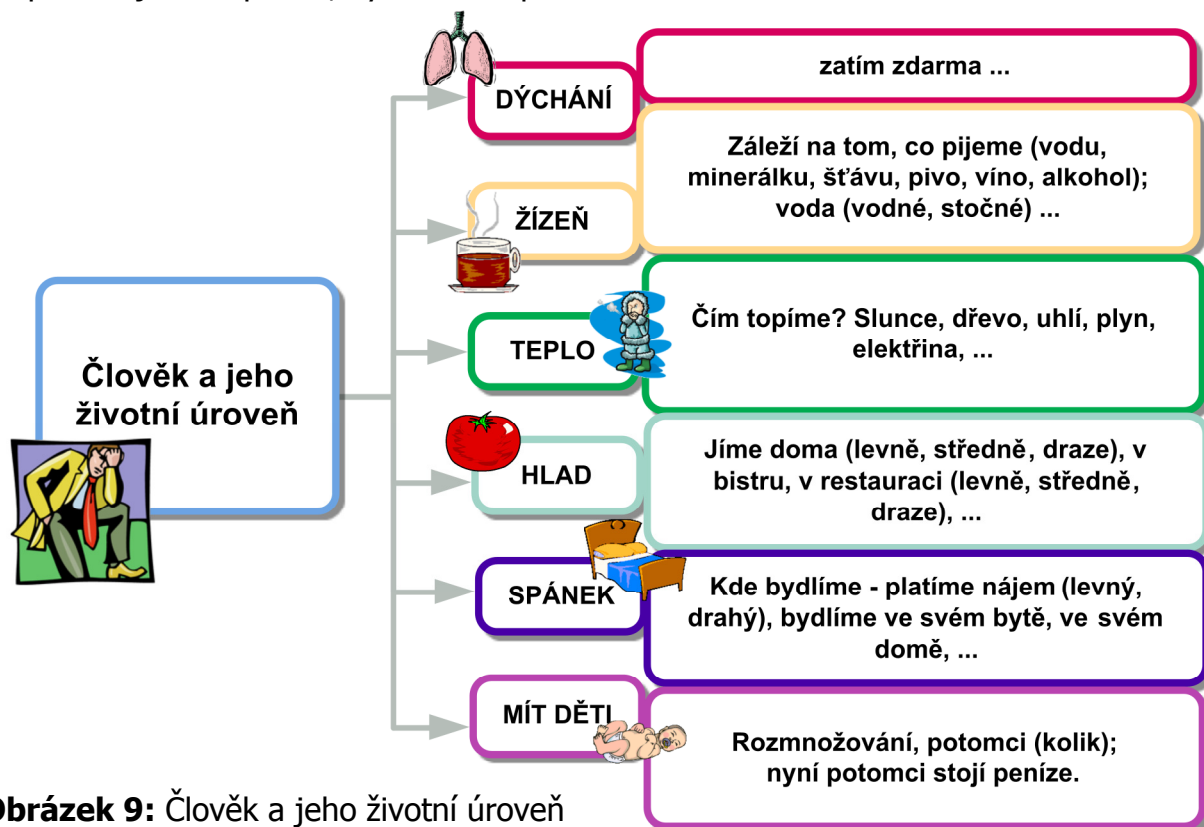 DÝCHÁNÍ
zatím zdarma ...
ŽÍZEŇ
Záleží na tom, co pijeme (vodu,
minerálku, šťávu, pivo, víno, alkohol);
voda (vodné, stočné) ...
Člověk a jeho
životní úroveň
TEPLO
Čím topíme? Slunce, dřevo, uhlí, plyn,
elektřina, ...
HLAD
Jíme doma (levně, středně, draze), v
bistru, v restauraci (levně, středně,
draze), ...
SPÁNEK
Kde bydlíme - platíme nájem (levný,
drahý), bydlíme ve svém bytě, ve svém
domě, ...
MÍT DĚTI
Rozmnožování, potomci (kolik);
nyní potomci stojí peníze.
Obrázek 9: Člověk a jeho životní úroveň